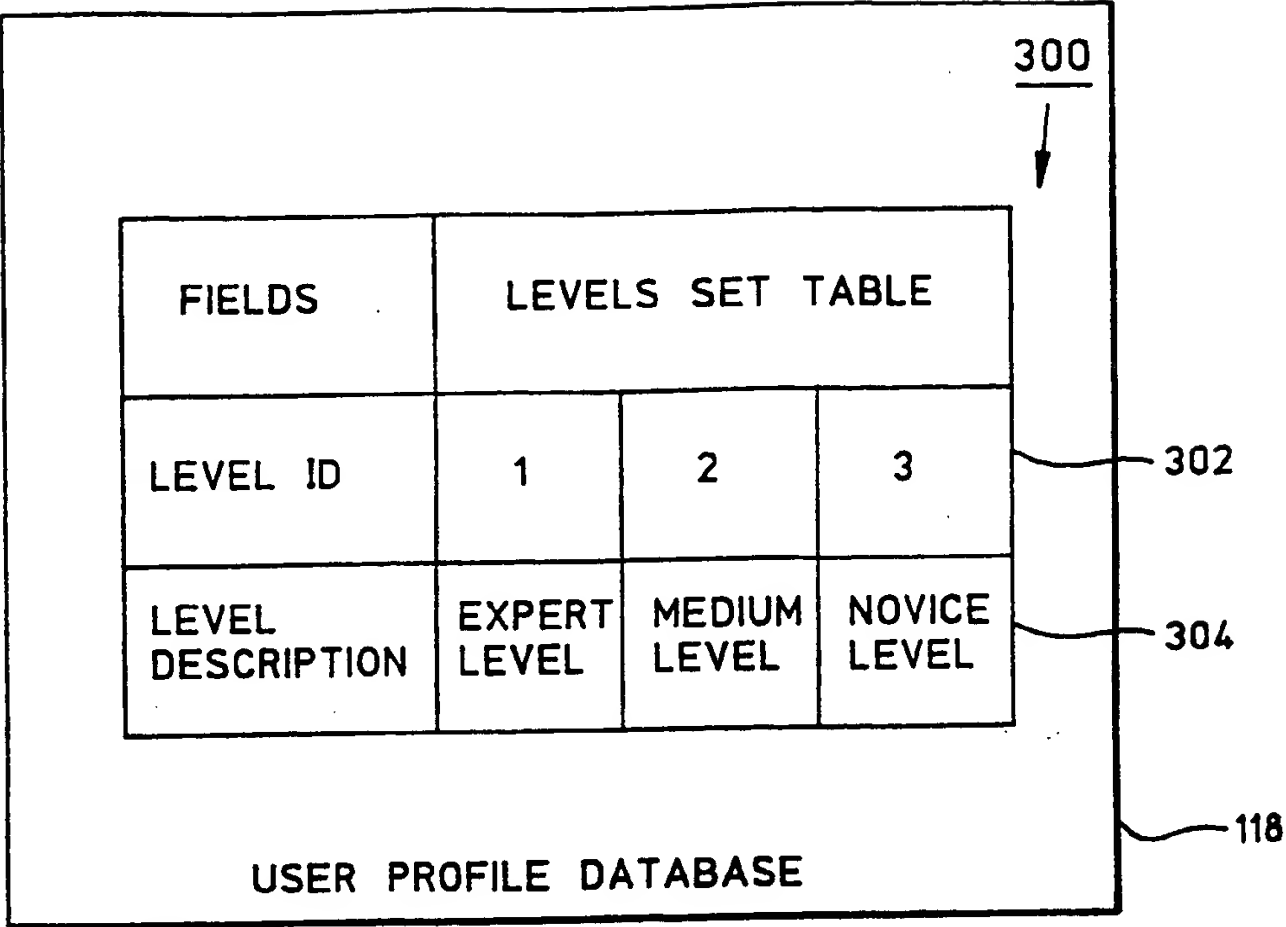 300
FIELDS
LEVELS SET TABLE
LEVEL ID
1
2
3
302
LEVEL
DESCRIPTION
EXPERT
LEVEL
MEDIUM
LEVEL
NOVICE
LEVEL
304
118
USER PROFILE DATABASE